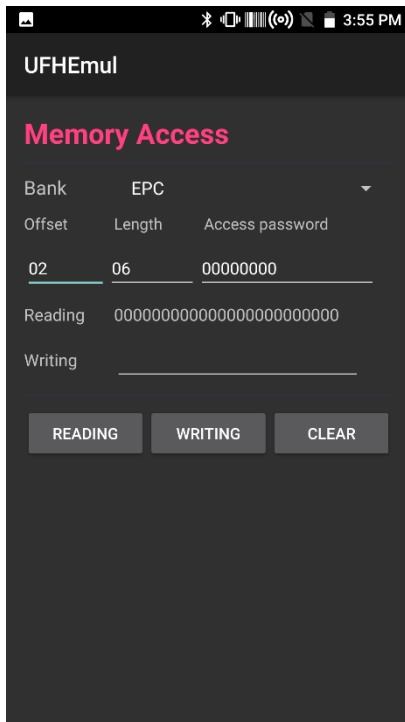 3:55 PM
UFHEmul
Memory Access
Bank EPC
Offset Length Access password
02 06 00000000
Reading 000000000000000000000000
Writing
READING WRITING CLEAR